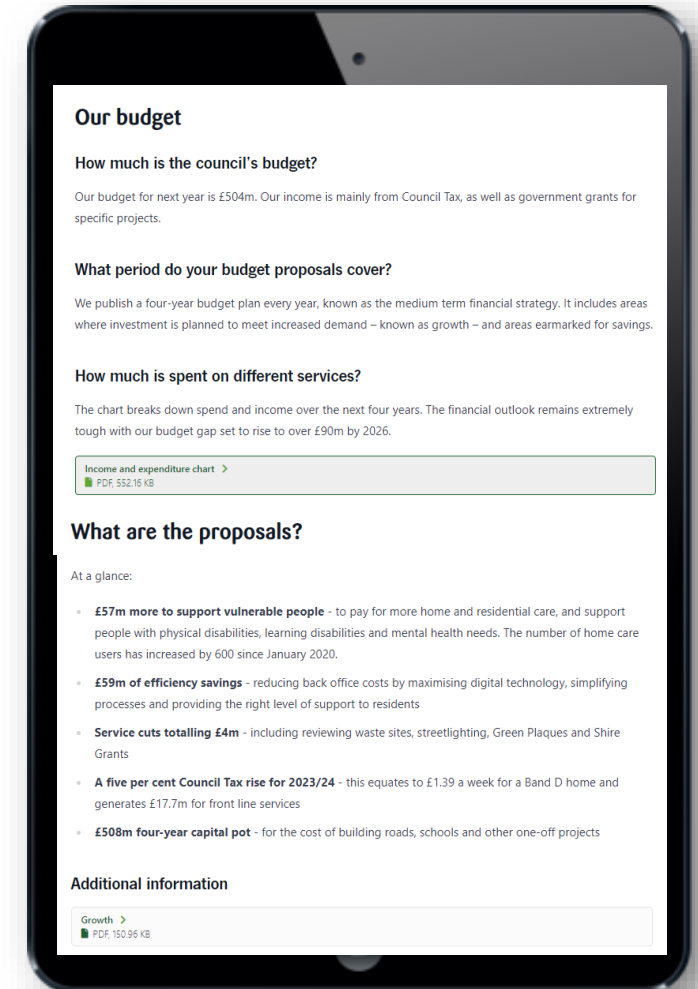 Our budget
How much is the council's budget?
Our budget for next year is £504m. Our income is mainly from Council Tax, as well as government grants for
specific projects.
What period do your budget proposals cover?
We publish a four-year budget plan every year, known as the medium term financial strategy. It includes areas
where investment is planned to meet increased demand – known as growth – and areas earmarked for savings.
How much is spent on different services?
The chart breaks down spend and income over the next four years. The financial outlook remains extremely
tough with our budget gap set to rise to over £90m by 2026.
Income and expenditure chart >
PDF, 552.16 KB
What are the proposals?
At a glance:
• £57m more to support vulnerable people - to pay for more home and residential care, and support
people with physical disabilities, learning disabilities and mental health needs. The number of home care
users has increased by 600 since January 2020.
• £59m of efficiency savings - reducing back office costs by maximising digital technology, simplifying
processes and providing the right level of support to residents
• Service cuts totalling £4m - including reviewing waste sites, streetlighting, Green Plaques and Shire
Grants
• A five per cent Council Tax rise for 2023/24 - this equates to £1.39 a week for a Band D home and
generates £17.7m for front line services
• £508m four-year capital pot - for the cost of building roads, schools and other one-off projects
Additional information
Growth >
PDF, 150.96 KB